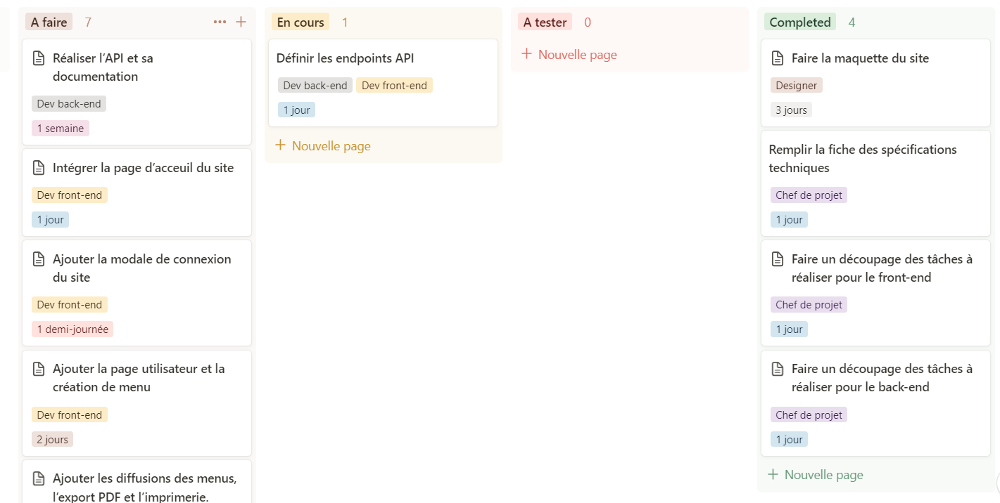 A faire 7
Réaliser l’API et sa
documentation
Dev back-end
1 semaine
Intégrer la page d’acceuil du site
Dev front-end
1 jour
Ajouter la modale de connexion
du site
Dev front-end
1 demi-journée
Ajouter la page utilisateur et la
création de menu
Dev front-end
2 jours
Ajouter les diffusions des menus,
l’export PDF et l’imprimerie.
En cours 1
Définir les endpoints API
Dev back-end Dev front-end
1 jour
+ Nouvelle page
A tester 0
+ Nouvelle page
Completed 4
Faire la maquette du site
Designer
3 jours
Remplir la fiche des spécifications
techniques
Chef de projet
1 jour
Faire un découpage des tâches à
réaliser pour le front-end
Chef de projet
1 jour
Faire un découpage des tâches à
réaliser pour le back-end
Chef de projet
1 jour
+ Nouvelle page